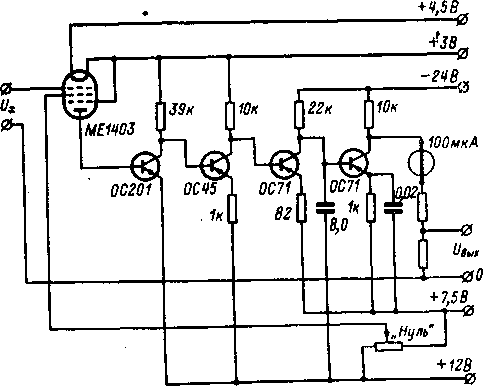 +4,5В
+3В
-24В
Uх
МЕ1403
39к
10к
22к
10к
100мкА
ОС201
ОС45
ОС71
ОС71
1к
82
8,0
1к
0,02
Uвых
0
+7,5В
„Нуль"
+12В